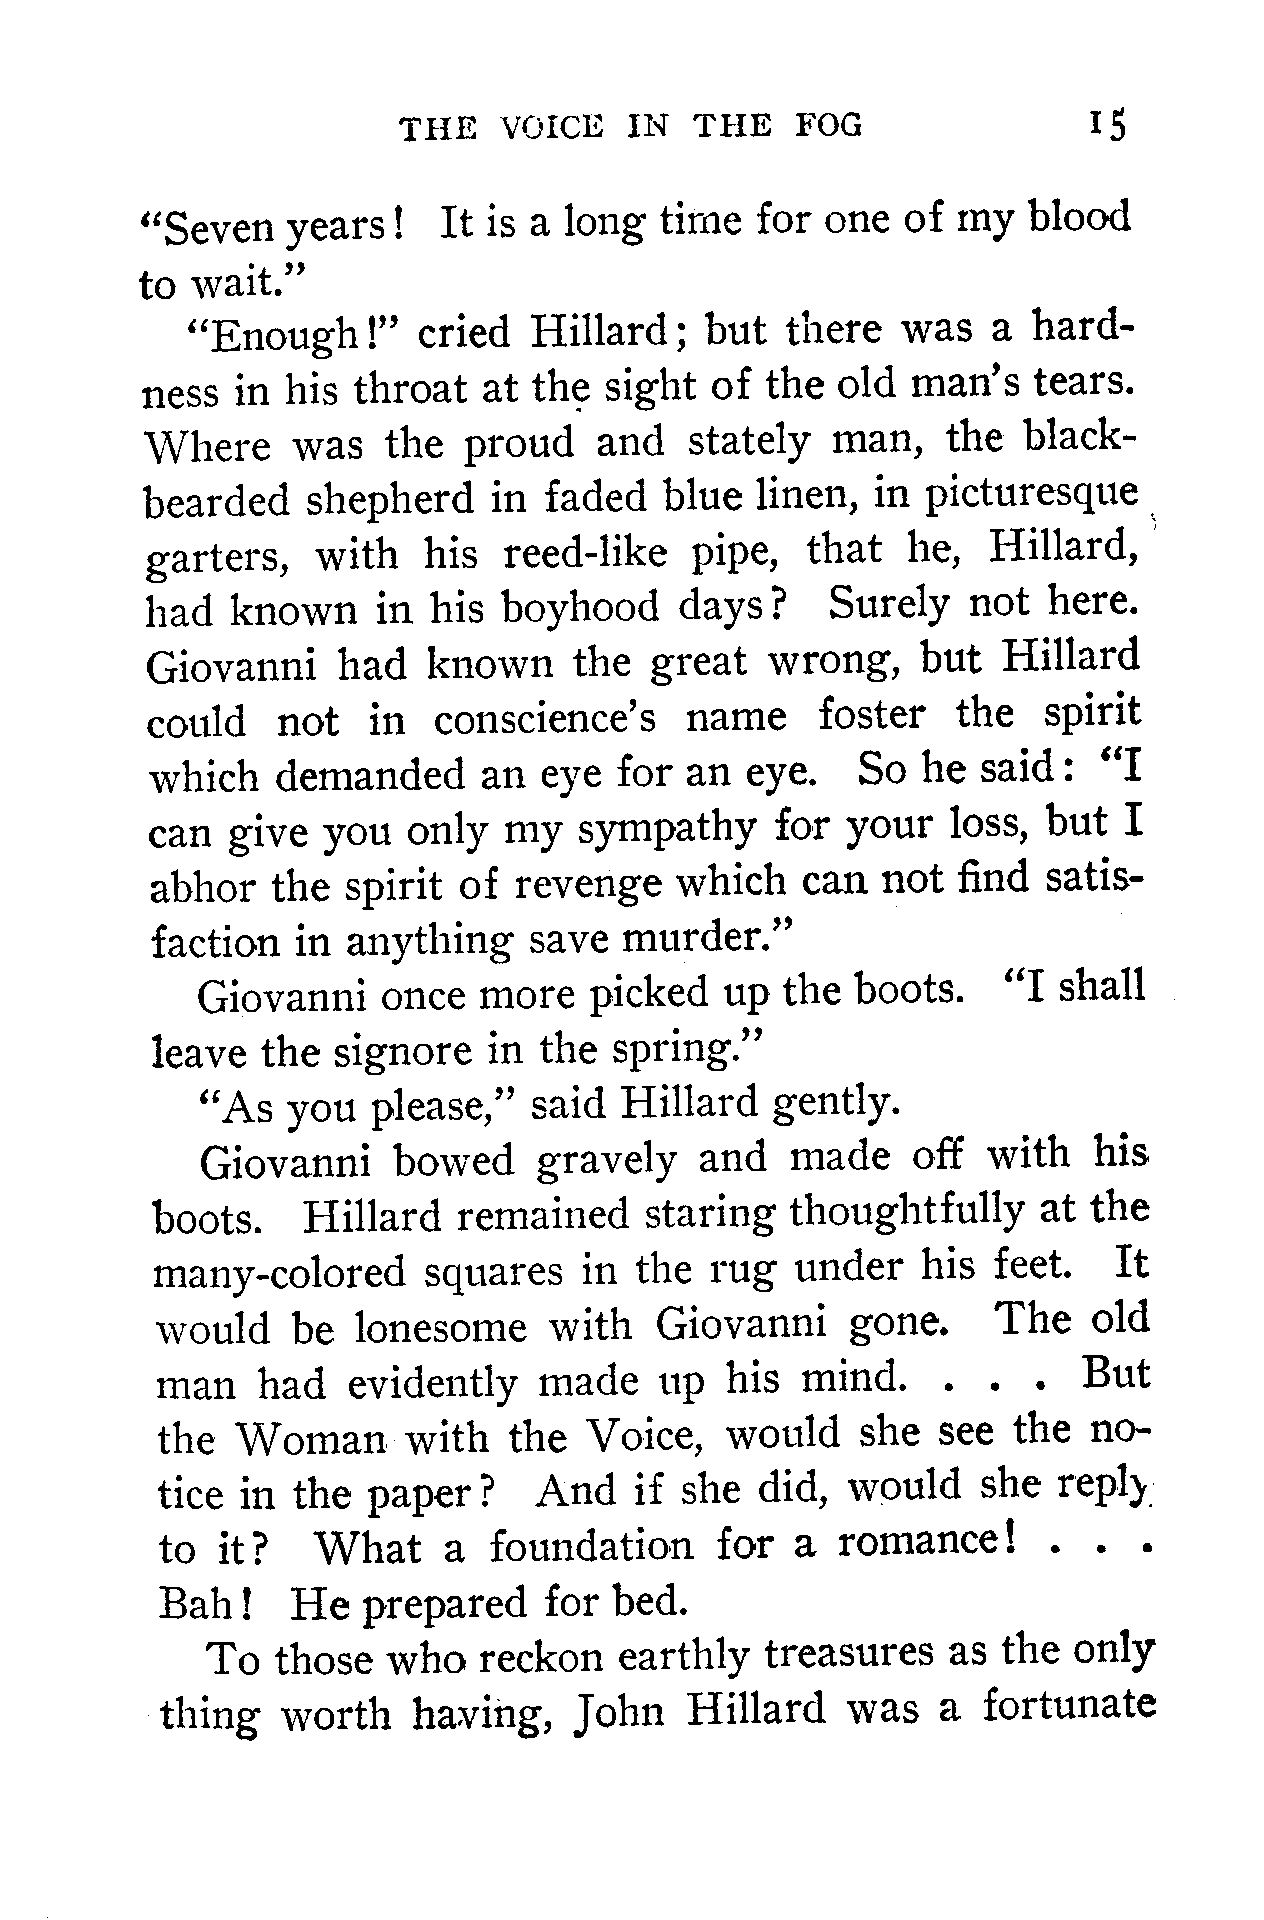 THE VOICE IN THE FOG 15
“Seven years! It is a long time for one of my blood
to wait.”
“Enough!” cried Hillard; but there was a hard-
ness in his throat at the sight of the old man’s tears.
Where was the proud and stately man, the black-
bearded shepherd in faded blue linen, in picturesque
garters, with his reed-like pipe, that he, Hillard,
had known in his boyhood days? Surely not here.
Giovanni had known the great wrong, but Hillard
could not in conscience’s name foster the spirit
which demanded an eye for an eye. So he said: “I
can give you only my sympathy for your loss, but I
abhor the spirit of revenge which can not find satis-
faction in anything save murder.”
Giovanni once more picked up the boots. “I shall
leave the signore in the spring.”
“As you please,” said Hillard gently.
Giovanni bowed gravely and made off with his
boots. Hillard remained staring thoughtfully at the
many-colored squares in the rug under his feet. It
would be lonesome with Giovanni gone. The old
man had evidently made up his mind. . . . But
the Woman with the Voice, would she see the no-
tice in the paper? And if she did, would she reply
to it? What a foundation for a romance! . . .
Bah! He prepared for bed.
To those who reckon earthly treasures as the only
thing worth having, John Hillard was a fortunate